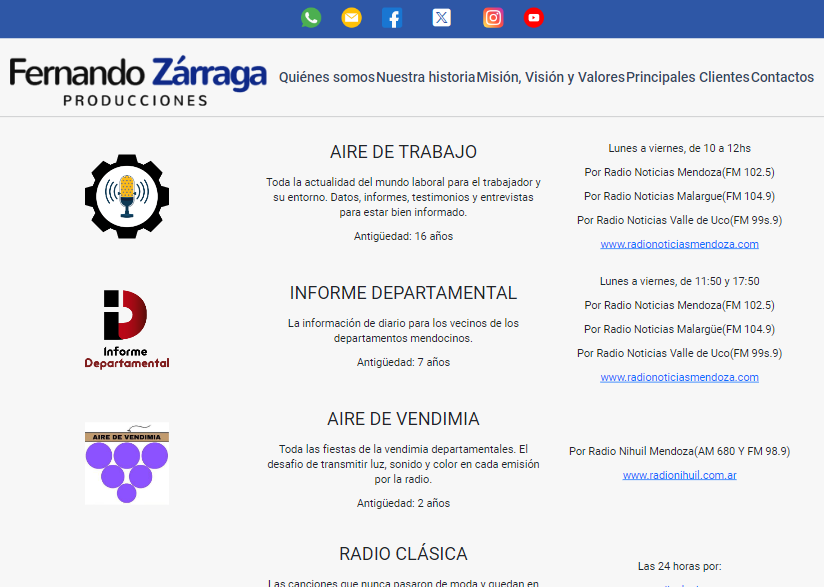 Fernando Zárraga
PRODUCCIONES
Quiénes somos Nuestra historia Misión, Visión y Valores Principales Clientes Contactos
AIRE DE TRABAJO
Toda la actualidad del mundo laboral para el trabajador y
su entorno. Datos, informes, testimonios y entrevistas
para estar bien informado.
Antigüedad: 16 años
Lunes a viernes, de 10 a 12hs
Por Radio Noticias Mendoza(FM 102.5)
Por Radio Noticias Malargue(FM 104.9)
Por Radio Noticias Valle de Uco(FM 99s.9)
www.radionoticiasmendoza.com
Informe
Departamental
INFORME DEPARTAMENTAL
La información de diario para los vecinos de los
departamentos mendocinos.
Antigüedad: 7 años
Lunes a viernes, de 11:50 y 17:50
Por Radio Noticias Mendoza(FM 102.5)
Por Radio Noticias Malargüe(FM 104.9)
Por Radio Noticias Valle de Uco(FM 99s.9)
www.radionoticiasmendoza.com
AIRE DE VENDIMIA
AIRE DE VENDIMIA
Toda las fiestas de la vendimia departamentales. El
desafio de transmitir luz, sonido y color en cada emisión
por la radio.
Antigüedad: 2 años
Por Radio Nihuil Mendoza(AM 680 Y FM 98.9)
www.radionihuil.com.ar
RADIO CLÁSICA
Las canciones que nunca pasaron de moda y quedan en
Las 24 horas por: